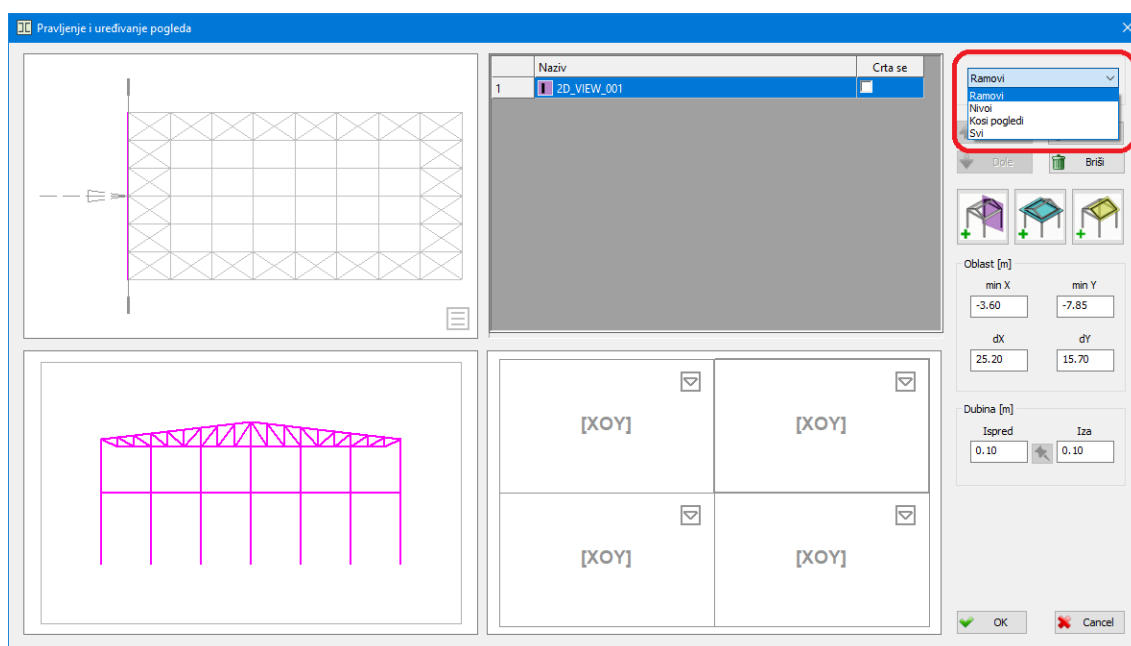 Pravljenje i uređivanje pogleda
Naziv
Crta se
1
2D_VIEW_001
Ramovi
Ramovi
Nivoi
Kosi pogledi
Svi
Dole
Briši
Oblast [m]
min X
min Y
-3.60
-7.85
dX
dY
25.20
15.70
Dubina [m]
Ispred
Iza
0.10
0.10
[XOY]
[XOY]
[XOY]
[XOY]
OK
Cancel